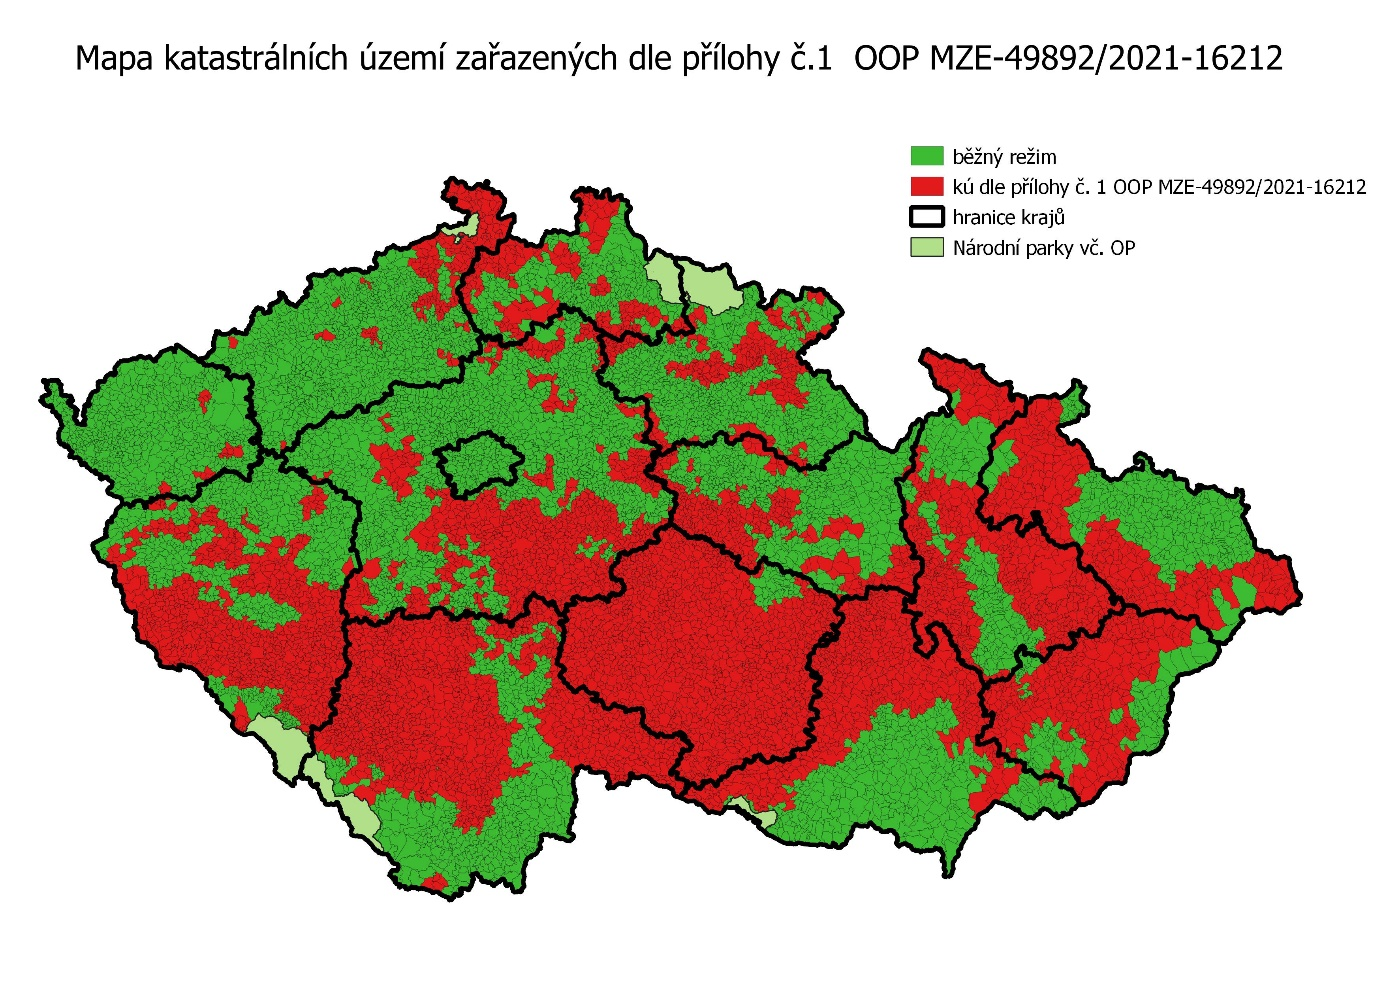 Mapa katastrálních území zařazených dle přílohy č.1 OOP MZE-49892/2021-16212
běžný režim
kú dle přílohy č. 1 OOP MZE-49892/2021-16212
hranice krajů
Národní parky vč. OP